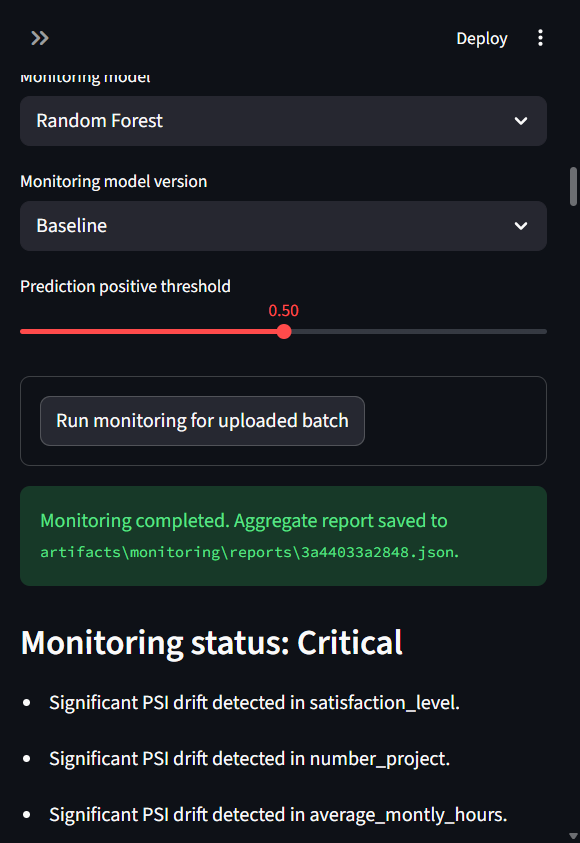 Deploy
Monitoring model
Random Forest
Monitoring model version
Baseline
Prediction positive threshold
0.50
Run monitoring for uploaded batch
Monitoring completed. Aggregate report saved to
artifacts\monitoring\reports\3a44033a2848.json.
Monitoring status: Critical
Significant PSI drift detected in satisfaction_level.
Significant PSI drift detected in number_project.
Significant PSI drift detected in average_montly_hours.